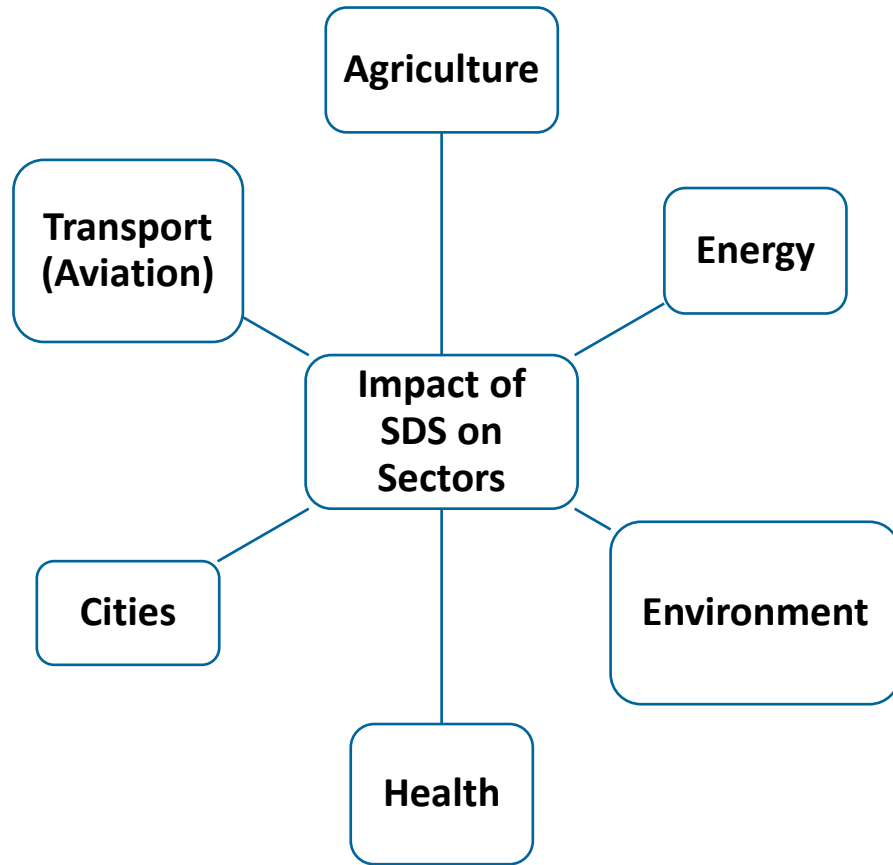 Agriculture
Transport
(Aviation)
Energy
Impact of
SDS on
Sectors
Cities
Environment
Health